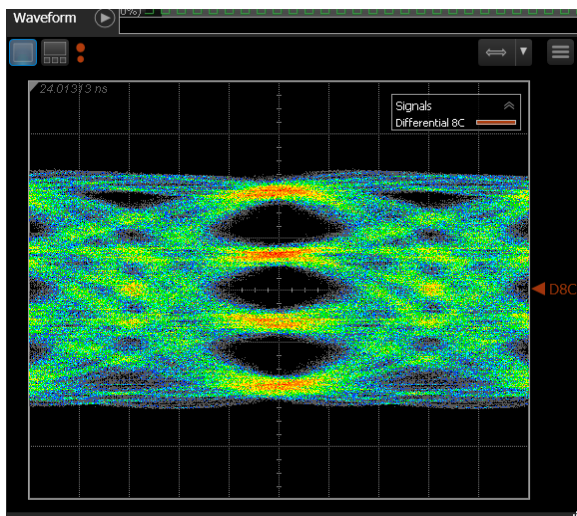 Waveform
0%)
24.01313 ns
Signals
Differential 8C
D8C